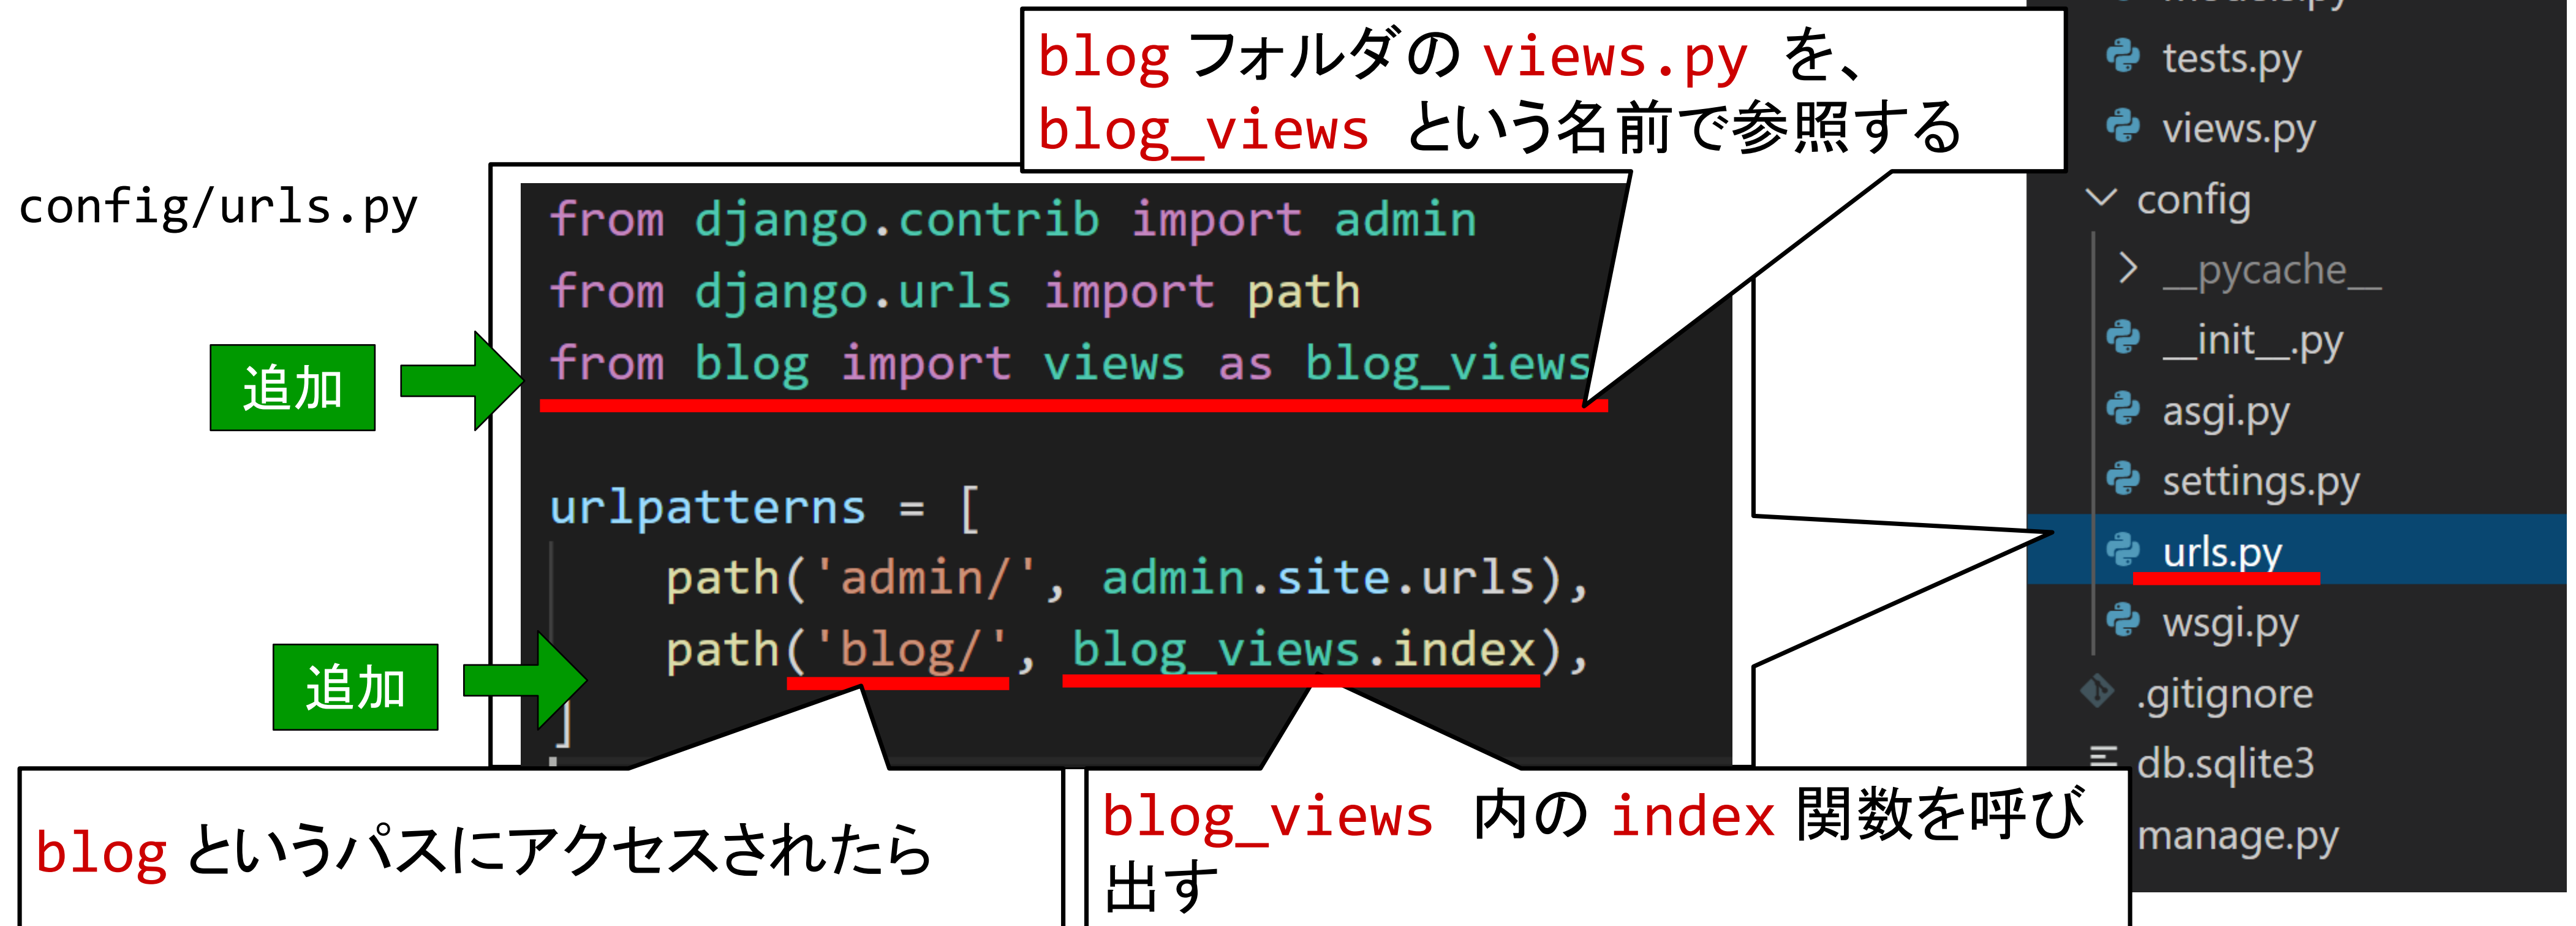 blog フォルダの views.py を、
blog_views という名前で参照する
config/urls.py
from django.contrib import admin
from django.urls import path
from blog import views as blog_views
追加
urlpatterns = [
path('admin/', admin.site.urls),
path('blog/', blog_views.index),
]
追加
blog というパスにアクセスされたら
blog_views 内の index 関数を呼び
出す
tests.py
views.py
config
__pycache__
__init__.py
asgi.py
settings.py
urls.py
wsgi.py
.gitignore
db.sqlite3
manage.py